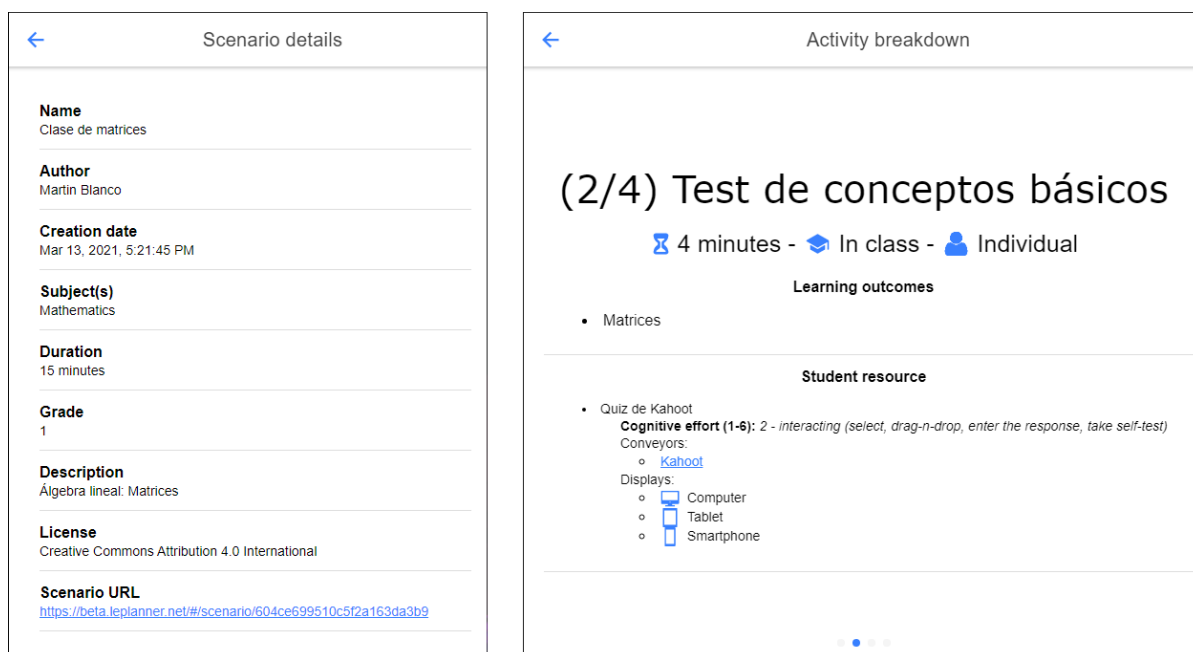 Scenario details
Name
Clase de matrices
Author
Martin Blanco
Creation date
Mar 13, 2021, 5:21:45 PM
Subject(s)
Mathematics
Duration
15 minutes
Grade
1
Description
Álgebra lineal: Matrices
License
Creative Commons Attribution 4.0 International
Scenario URL
https://beta.leplanner.net/#/scenario/604ce699510c5f2a163da3b9
Activity breakdown
(2/4) Test de conceptos básicos
4 minutes - In class - Individual
Learning outcomes
• Matrices
Student resource
• Quiz de Kahoot
Cognitive effort (1-6): 2 - interacting (select, drag-n-drop, enter the response, take self-test)
Conveyors:
Kahoot
Displays:
Computer
Tablet
Smartphone